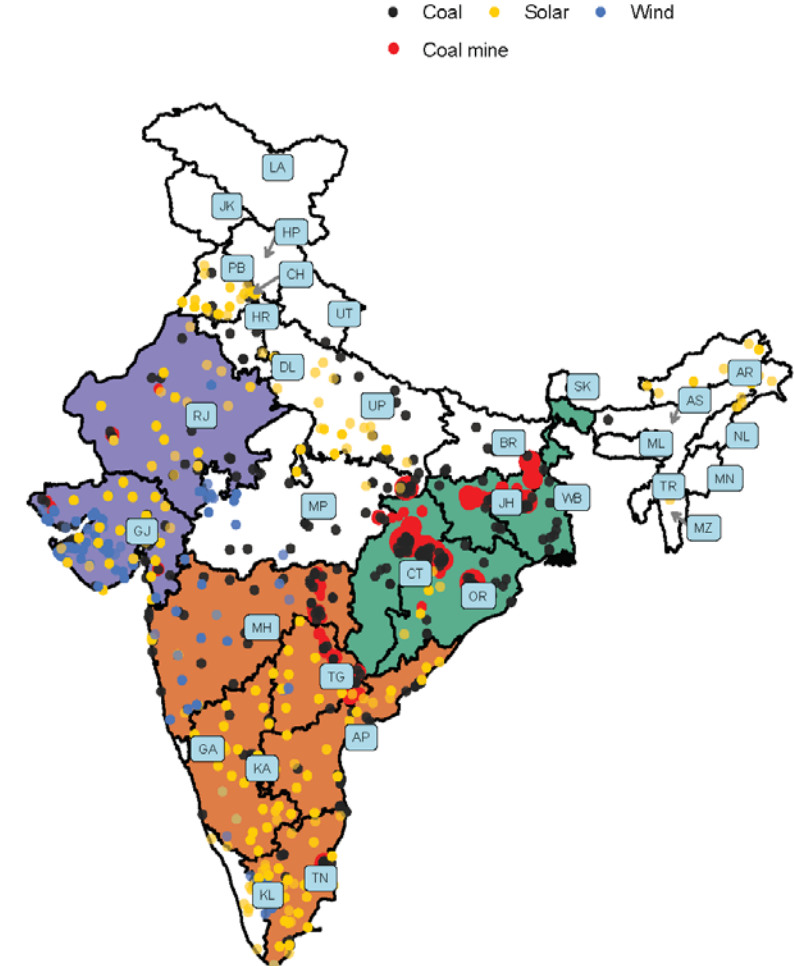 Coal Solar Wind
Coal mine
LA
JK
HP
PB
CH
HR
UT
DL
SK
AR
UP
AS
RJ
BR
ML
NL
MP
JH
WB
TR
MN
GJ
MZ
CT
OR
MH
TG
AP
GA
KA
TN
KL